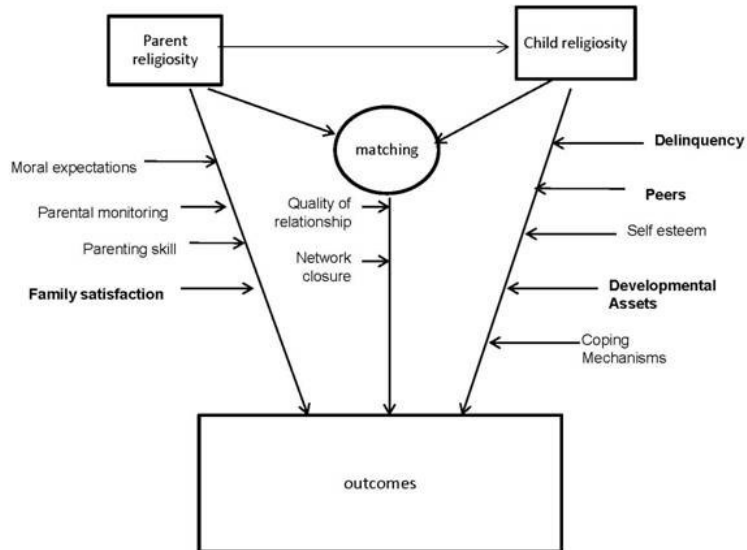 Parent
religiosity
Child religiosity
matching
Moral expectations
Parental monitoring
Parenting skill
Family satisfaction
Quality of
relationship
Network
closure
Delinquency
Peers
Self esteem
Developmental
Assets
Coping
Mechanisms
outcomes